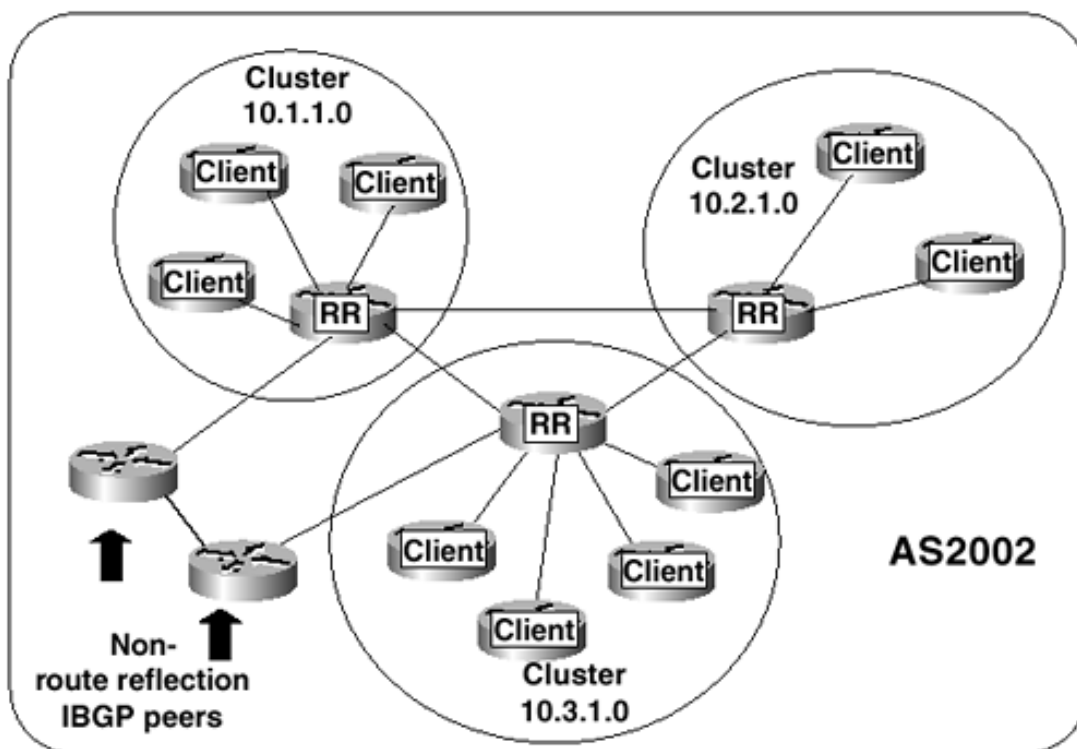 Cluster
10.1.1.0
Client
Client
Client
RR
Cluster
10.2.1.0
Client
Client
RR
RR
Client
Client
Client
Client
Cluster
10.3.1.0
AS2002
Non-
route reflection
IBGP peers